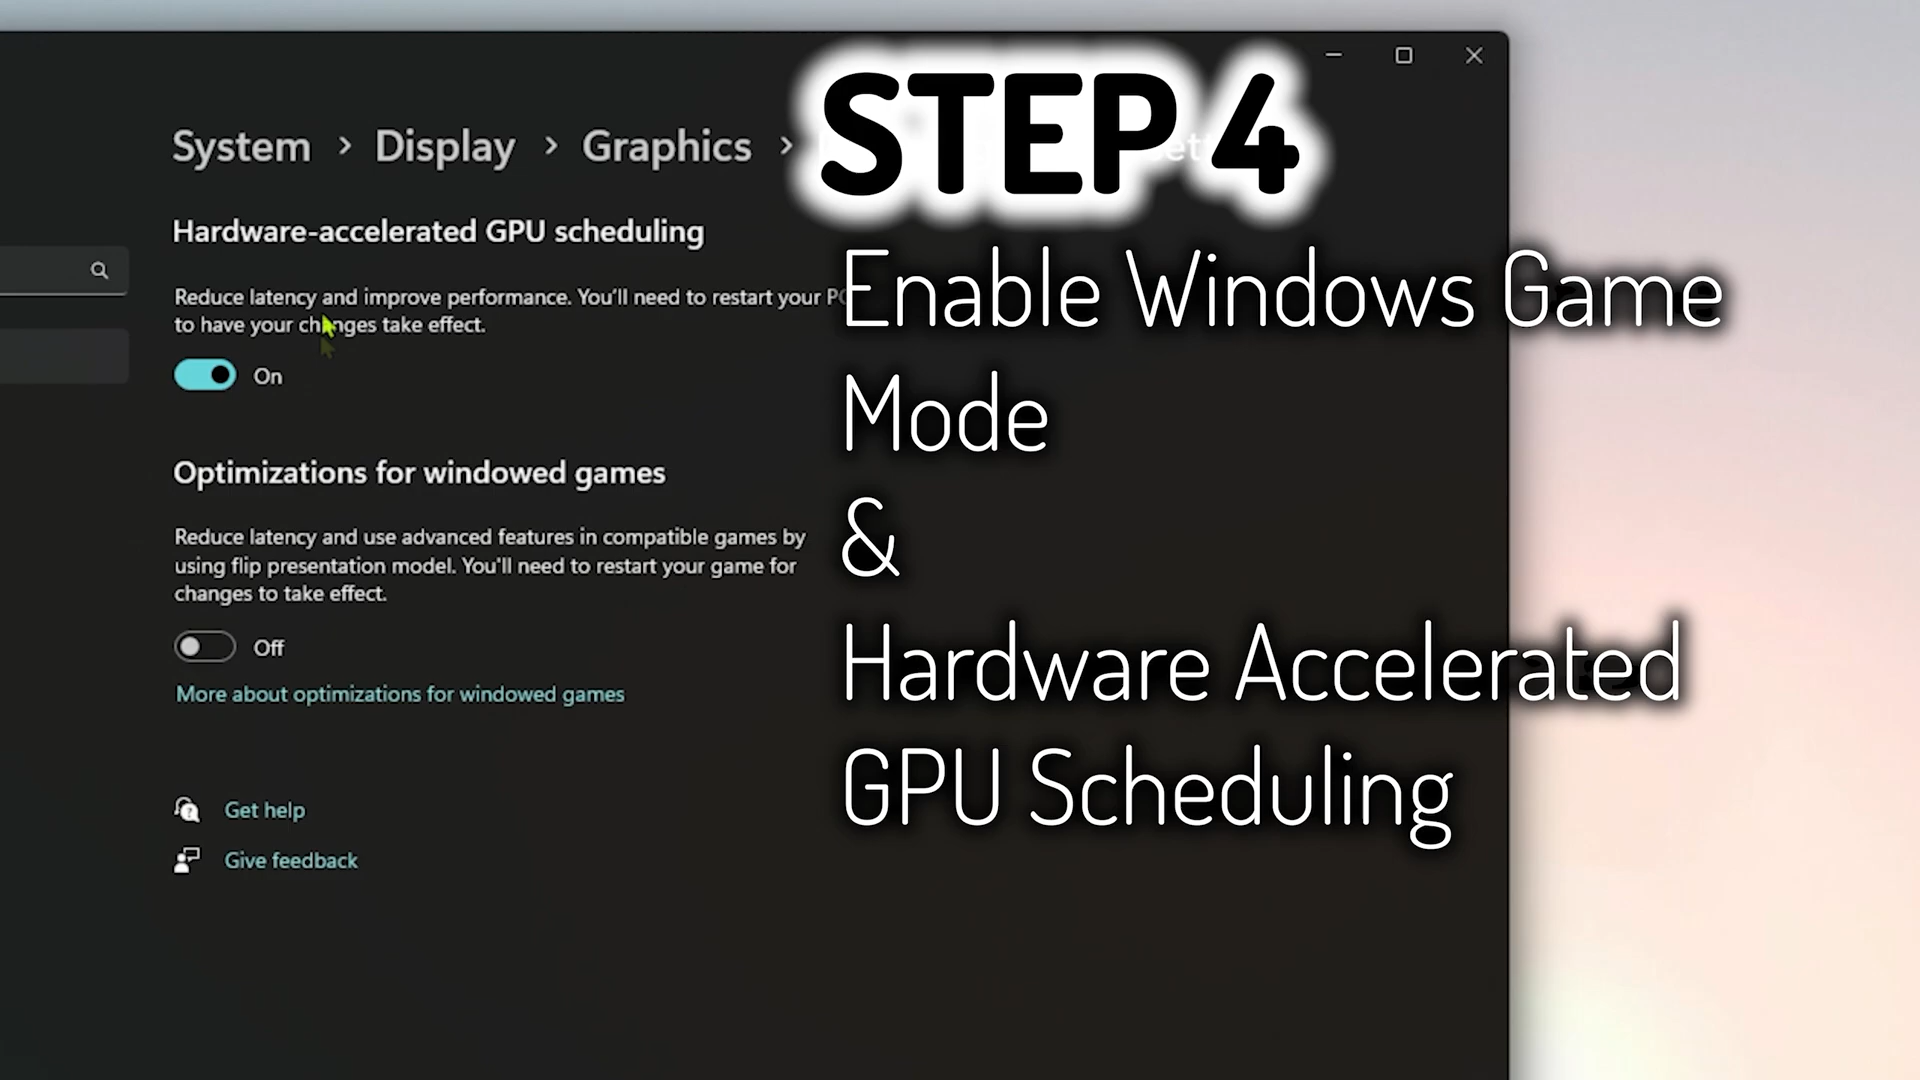 STEP 4
System > Display > Graphics >
Hardware-accelerated GPU scheduling
Reduce latency and improve performance. You'll need to restart your PC
to have your changes take effect.
On
Optimizations for windowed games
Reduce latency and use advanced features in compatible games by
using flip presentation model. You'll need to restart your game for
changes to take effect.
Off
More about optimizations for windowed games
Get help
Give feedback
Enable Windows Game
Mode
&
Hardware Accelerated
GPU Scheduling